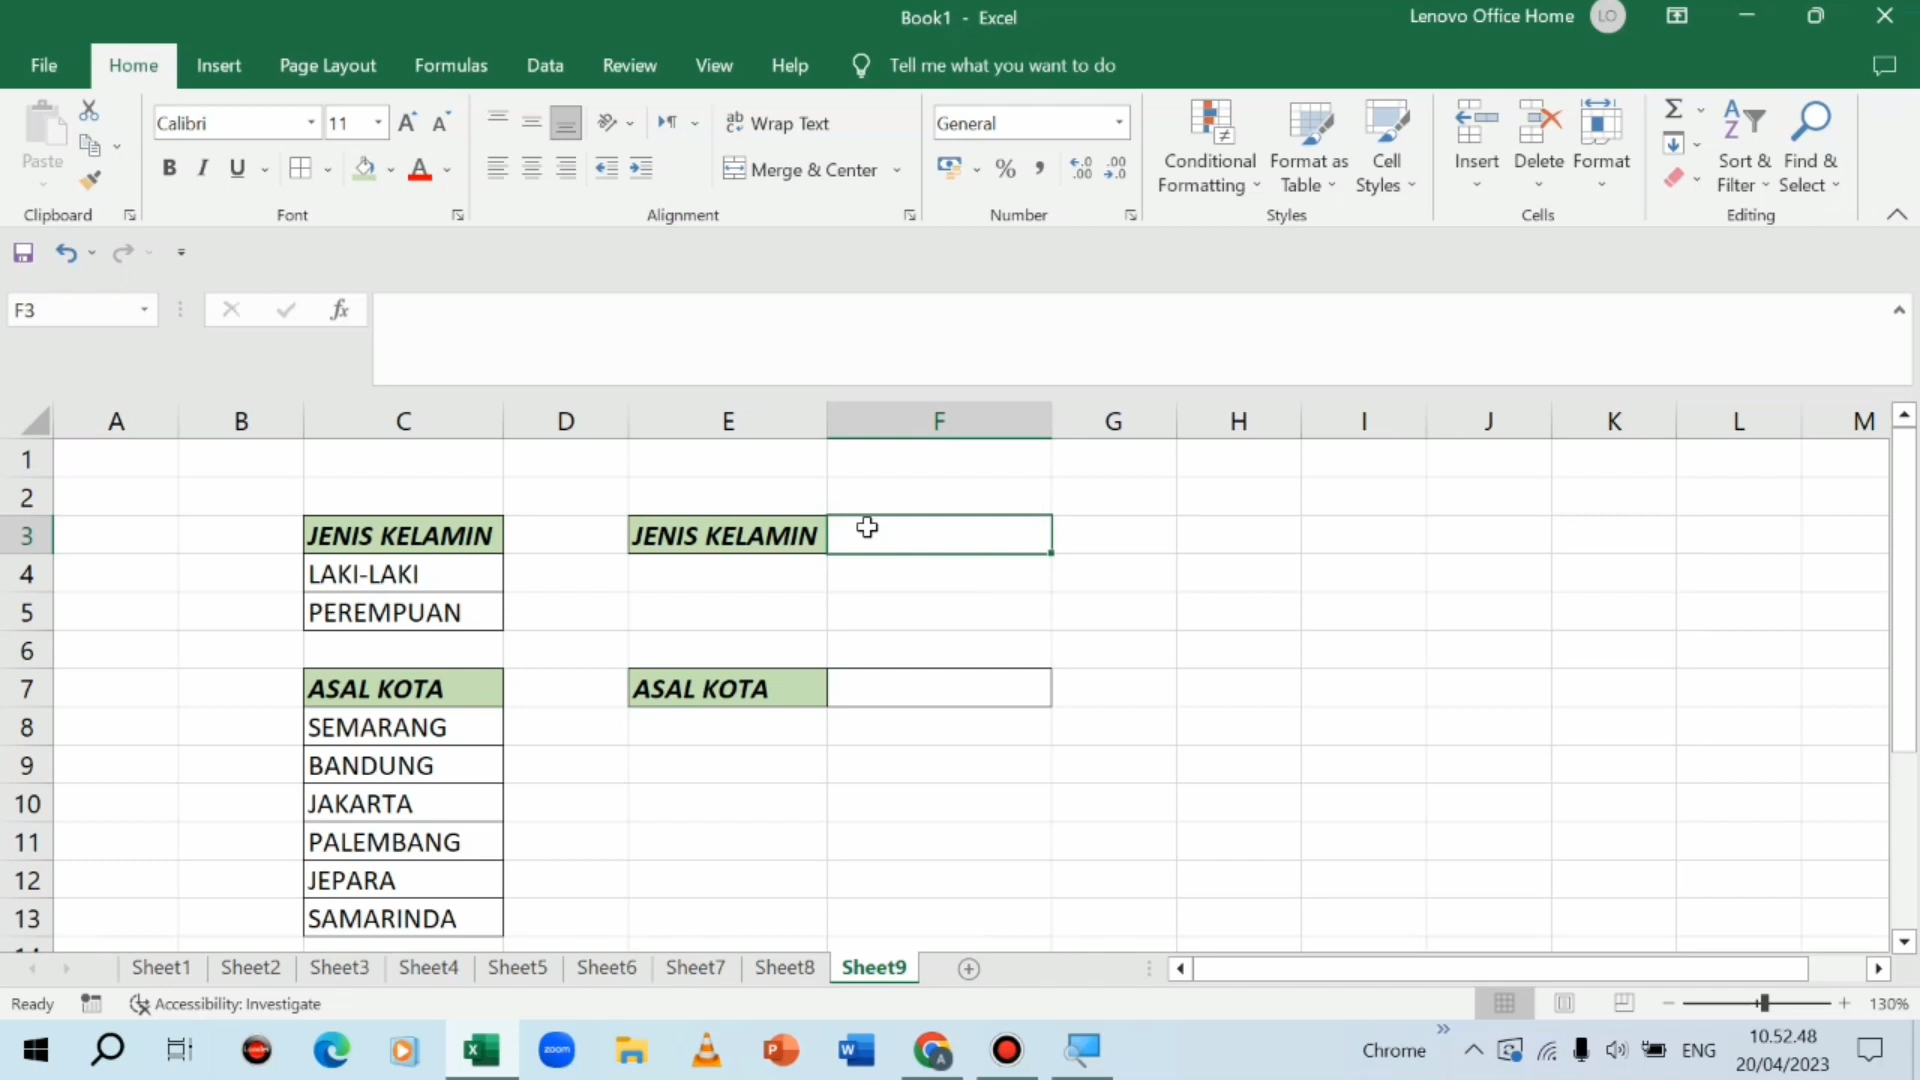 Book1 - Excel
Lenovo Office Home
LO
File
Home
Insert
Page Layout
Formulas
Data
Review
View
Help
Tell me what you want to do
Paste
Calibri
11
Wrap Text
Merge & Center
General
Conditional Formatting
Format as Table
Cell Styles
Insert
Delete
Format
Sort & Filter
Find & Select
Clipboard
Font
Alignment
Number
Styles
Cells
Editing
F3
fx
A B C D E F G H I J K L M
1
2
3 JENIS KELAMIN JENIS KELAMIN
4 LAKI-LAKI
5 PEREMPUAN
6
7 ASAL KOTA ASAL KOTA
8 SEMARANG
9 BANDUNG
10 JAKARTA
11 PALEMBANG
12 JEPARA
13 SAMARINDA
Sheet1 Sheet2 Sheet3 Sheet4 Sheet5 Sheet6 Sheet7 Sheet8 Sheet9
Ready
Accessibility: Investigate
130%
zoom
Chrome
ENG
10.52.48
20/04/2023